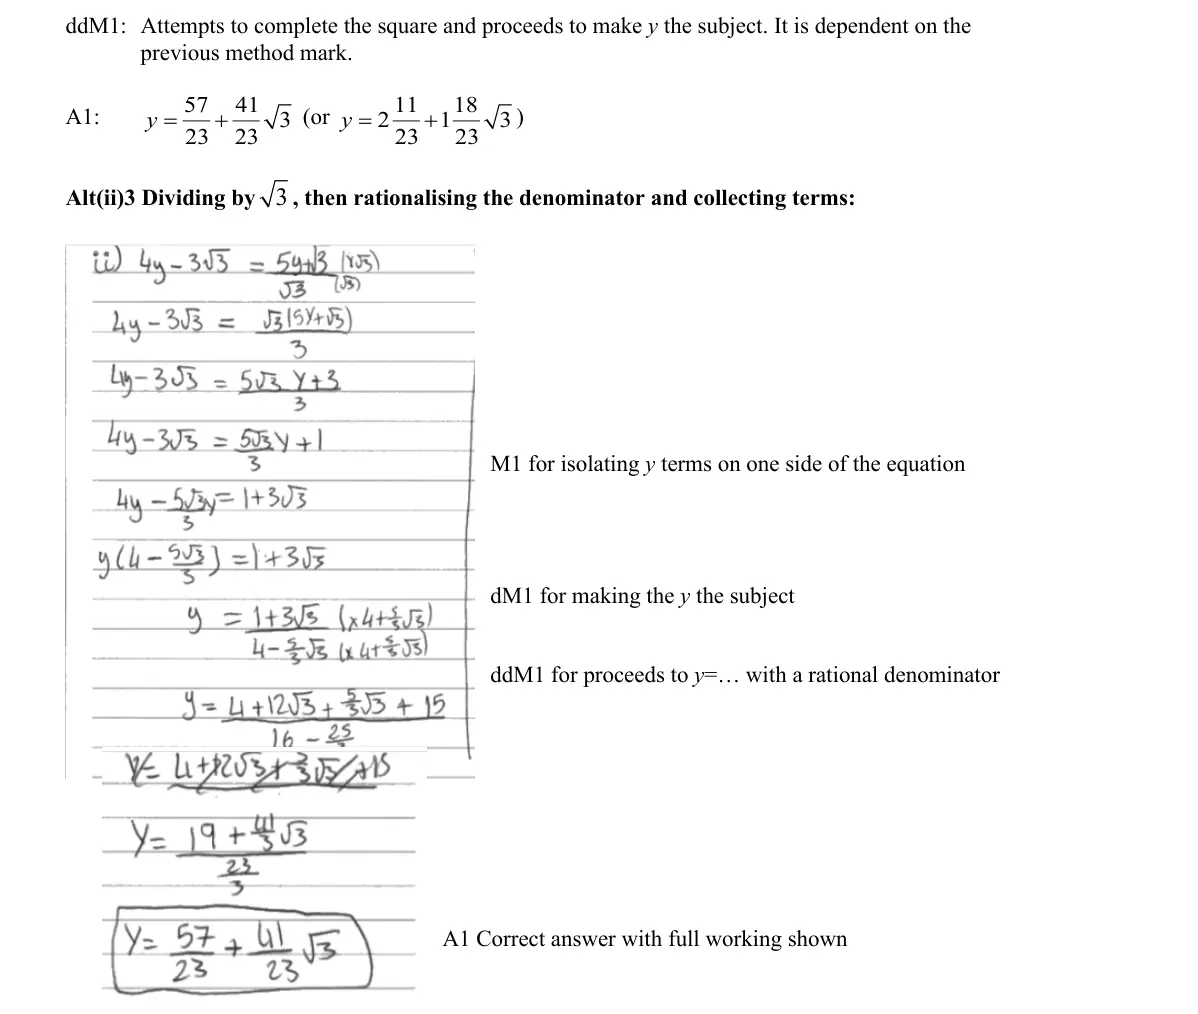 ddM1: Attempts to complete the square and proceeds to make y the subject. It is dependent on the
previous method mark.
A1: y = 57/23 + 41/23 √3 (or y = 2 11/23 + 1 18/23 √3)
Alt(ii)3 Dividing by √3, then rationalising the denominator and collecting terms:
ii) 4y - 3√3 = 5y+√3 (×√3) / √3 (√3)
4y - 3√3 = √3(5y+√3) / 3
4y - 3√3 = 5√3 y + 3 / 3
4y - 3√3 = 5√3 y / 3 + 1
M1 for isolating y terms on one side of the equation
4y - 5√3y / 3 = 1 + 3√3
y(4 - 5√3 / 3) = 1 + 3√3
dM1 for making the y the subject
y = 1+3√3 (×4+5/3√3) / 4-5/3√3 (×4+5/3√3)
ddM1 for proceeds to y=… with a rational denominator
y = 4+12√3 + 5/3√3 + 15 / 16 - 25/3
y = 19 + 41/3 √3 / 23/3
y = 57/23 + 41/23 √3
A1 Correct answer with full working shown